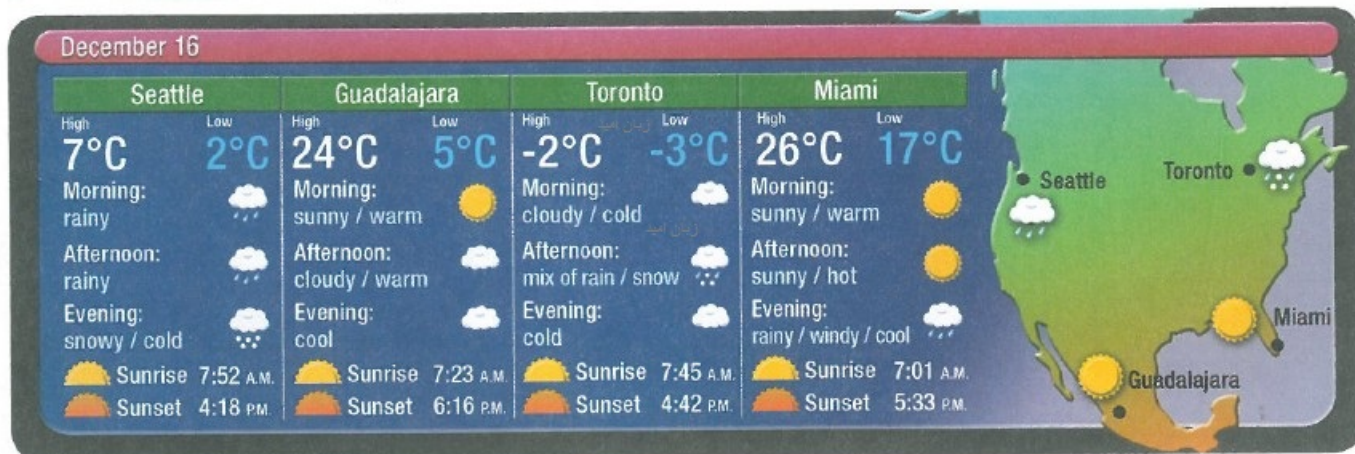 December 16
Seattle
High Low
7°C 2°C
Morning:
rainy
Afternoon:
rainy
Evening:
snowy / cold
Sunrise 7:52 A.M.
Sunset 4:18 P.M.
Guadalajara
High Low
24°C 5°C
Morning:
sunny / warm
Afternoon:
cloudy / warm
Evening:
cool
Sunrise 7:23 A.M.
Sunset 6:16 P.M.
Toronto
High Low
-2°C -3°C
زبان امید
Morning:
cloudy / cold
زبان امید
Afternoon:
mix of rain / snow
Evening:
cold
Sunrise 7:45 A.M.
Sunset 4:42 P.M.
Miami
High Low
26°C 17°C
Morning:
sunny / warm
Afternoon:
sunny / hot
Evening:
rainy / windy / cool
Sunrise 7:01 A.M.
Sunset 5:33 P.M.
Seattle
Toronto
Miami
Guadalajara